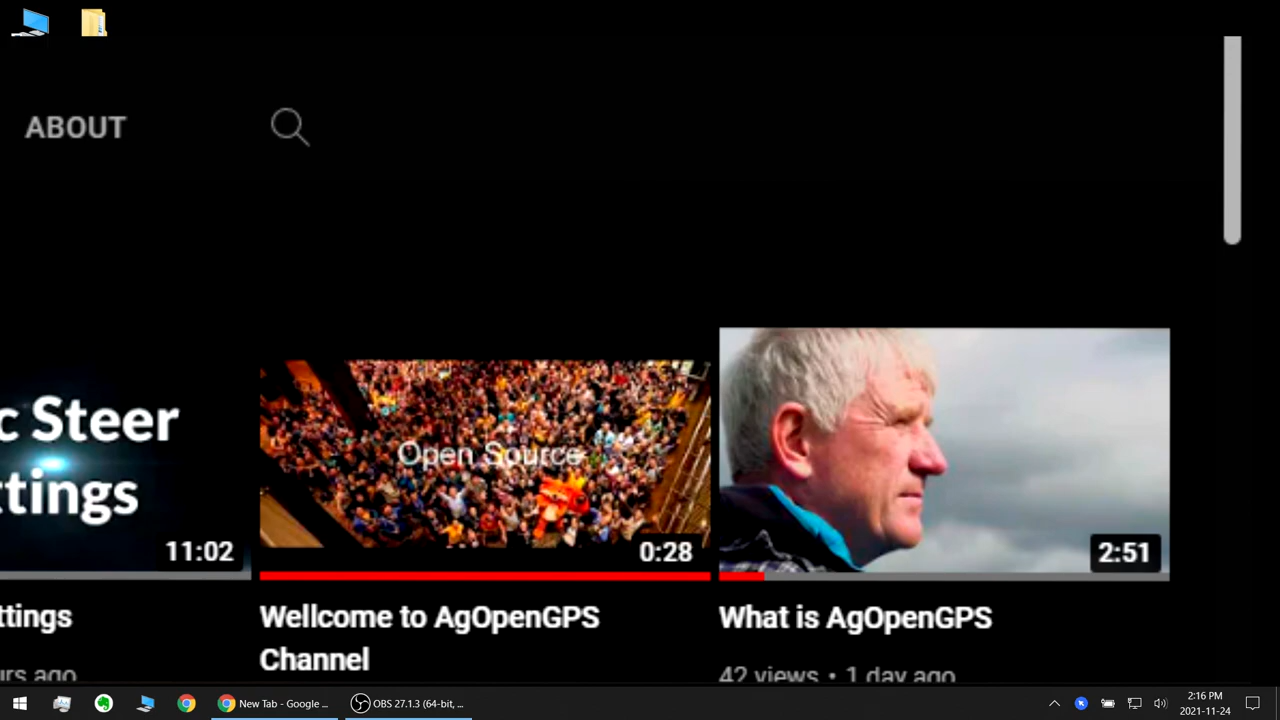 ABOUT
c Steer
ttings
11:02
Open Source
0:28
2:51
ttings
Wellcome to AgOpenGPS
Channel
What is AgOpenGPS
urs ago
42 views • 1 day ago
New Tab - Google ...
OBS 27.1.3 (64-bit, ...
2:16 PM
2021-11-24